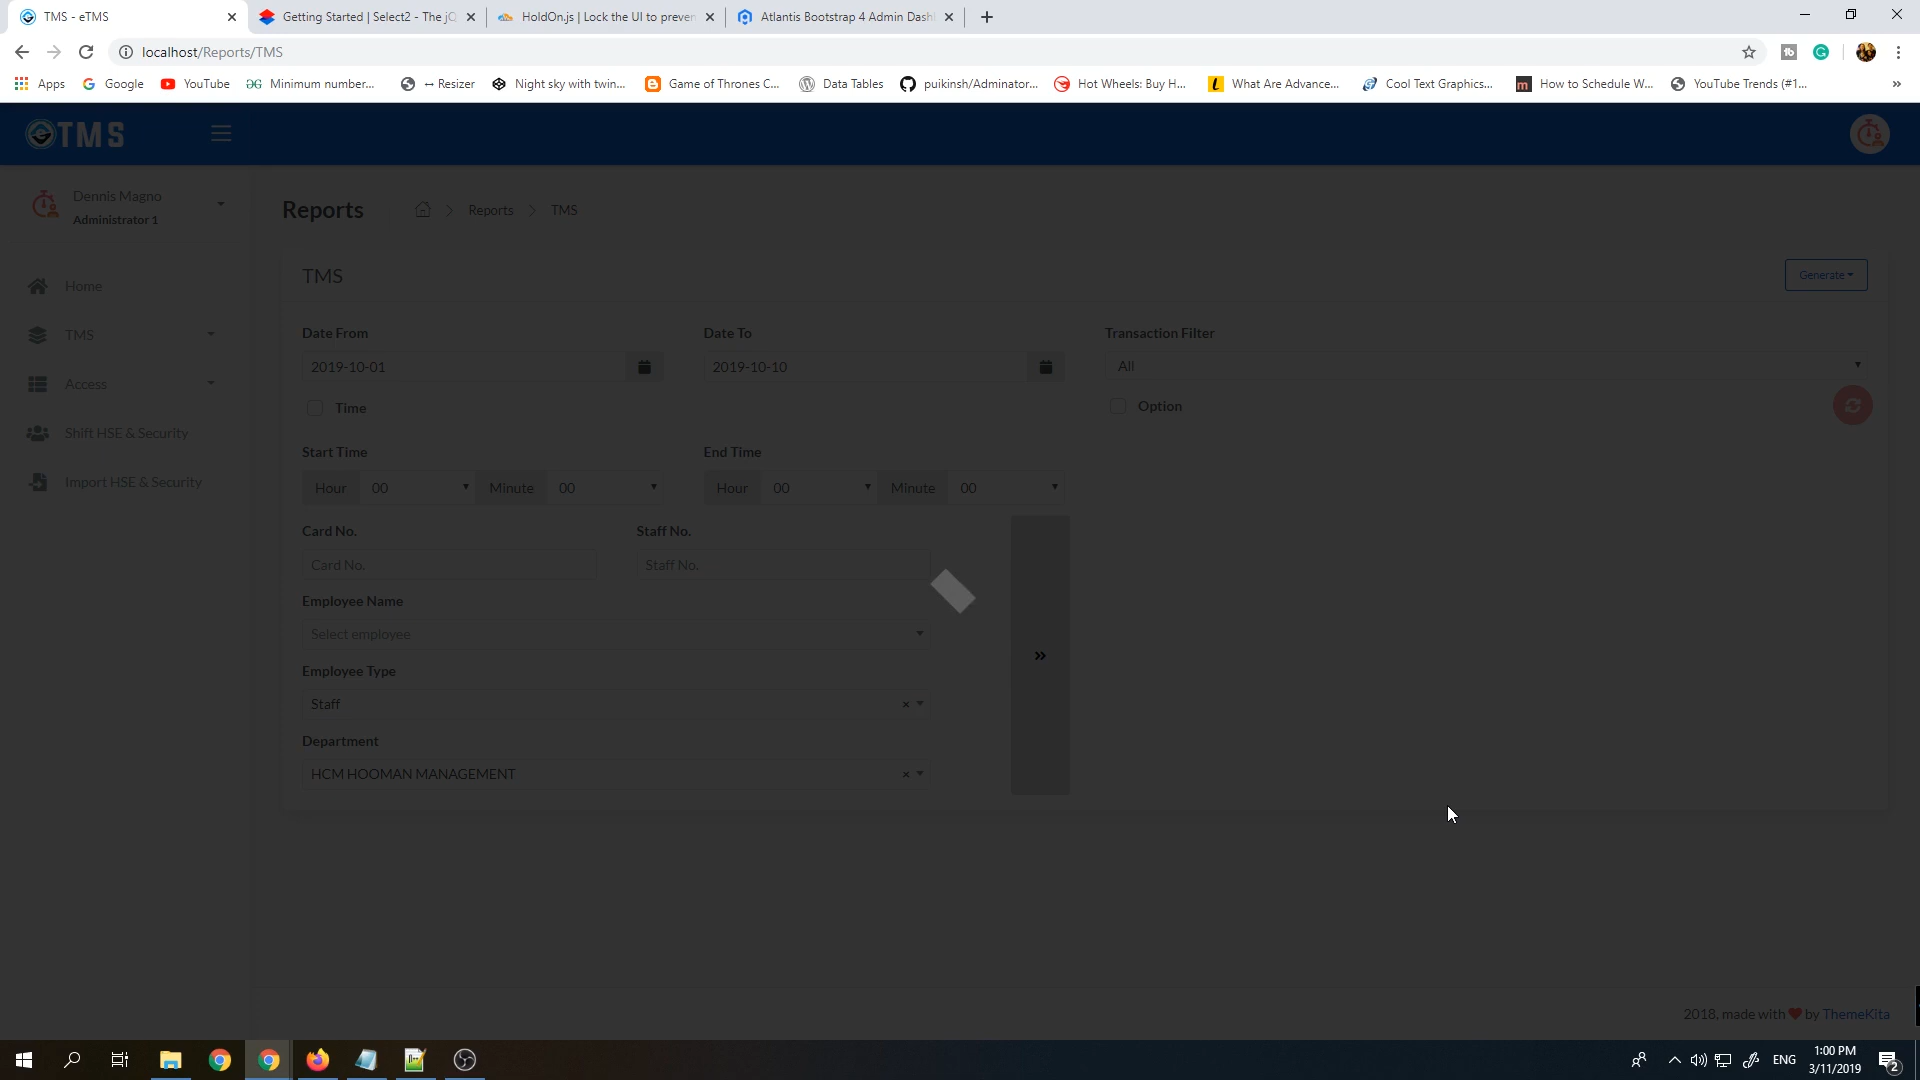 TMS - eTMS
Getting Started | Select2 - The jQ
HoldOn.js | Lock the UI to preven
Atlantis Bootstrap 4 Admin Dash
localhost/Reports/TMS
Apps
Google
YouTube
Minimum number...
↔ Resizer
Night sky with twin...
Game of Thrones C...
Data Tables
puikinsh/Adminator...
Hot Wheels: Buy H...
What Are Advance...
Cool Text Graphics...
How to Schedule W...
YouTube Trends (#1...
»
TMS
Dennis Magno
Administrator 1
Home
TMS
Access
Shift HSE & Security
Import HSE & Security
Reports
Reports
TMS
TMS
Generate
Date From
Date To
Transaction Filter
2019-10-01
2019-10-10
All
Time
Option
Start Time
End Time
Hour 00 Minute 00
Hour 00 Minute 00
Card No.
Staff No.
Card No.
Staff No.
Employee Name
Select employee
Employee Type
Staff
×
Department
HCM HOOMAN MANAGEMENT
×
»
2018, made with ❤ by ThemeKita
ENG
1:00 PM
3/11/2019
2